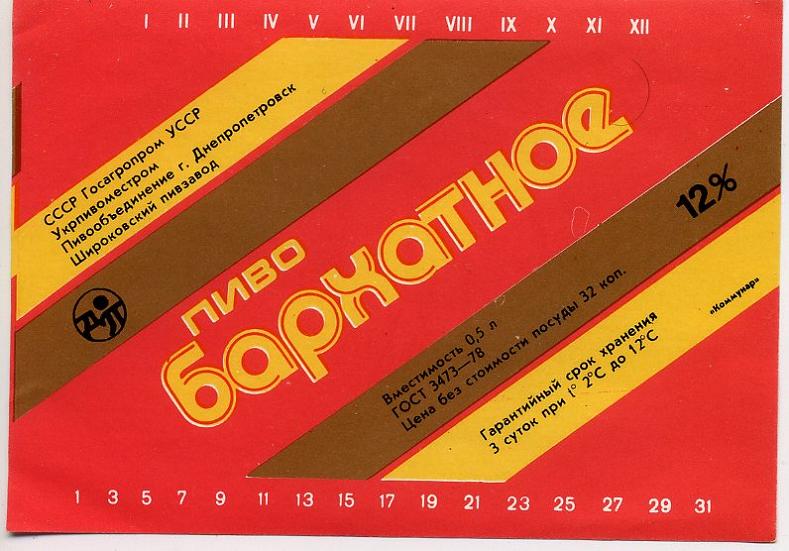 I II III IV V VI VII VIII IX X XI XII
СССР Госагропром УССР
Укрпивоместром
Пивообъединение г. Днепропетровск
Широковский пивзавод
ДП
ПИВО
бархатное
12%
Вместимость 0,5 л
ГОСТ 3473—78
Цена без стоимости посуды 32 коп.
Гарантийный срок хранения
3 суток при t° 2°С до 12°С
«Коммунар»
1 3 5 7 9 11 13 15 17 19 21 23 25 27 29 31